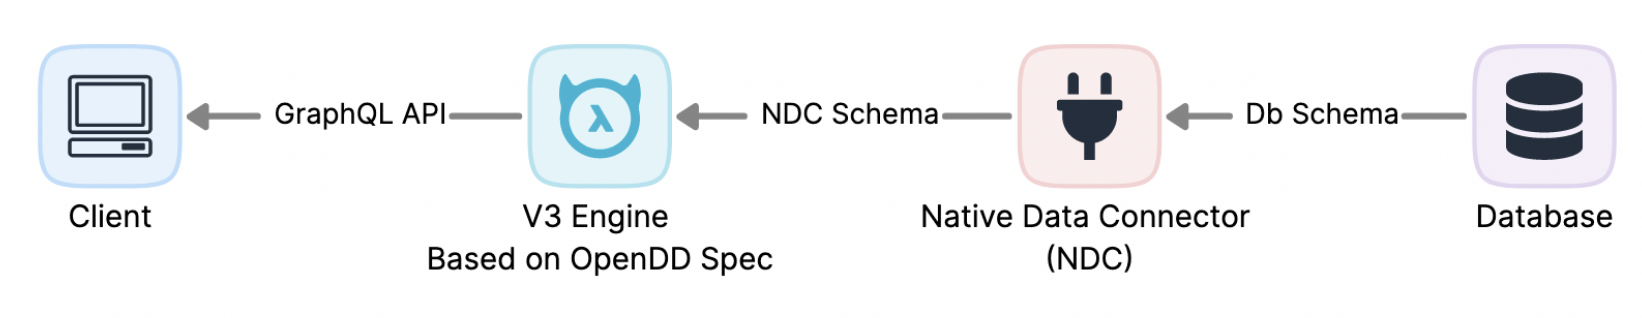 GraphQL API
NDC Schema
Db Schema
λ
Client
V3 Engine
Based on OpenDD Spec
Native Data Connector
(NDC)
Database